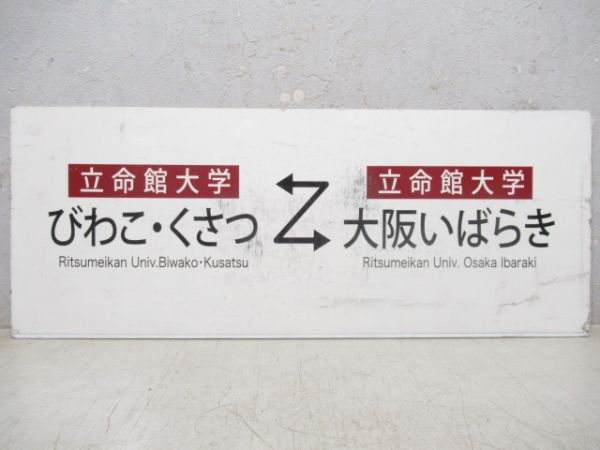 立命館大学
びわこ・くさつ
Ritsumeikan Univ.Biwako・Kusatsu
立命館大学
大阪いばらき
Ritsumeikan Univ. Osaka Ibaraki